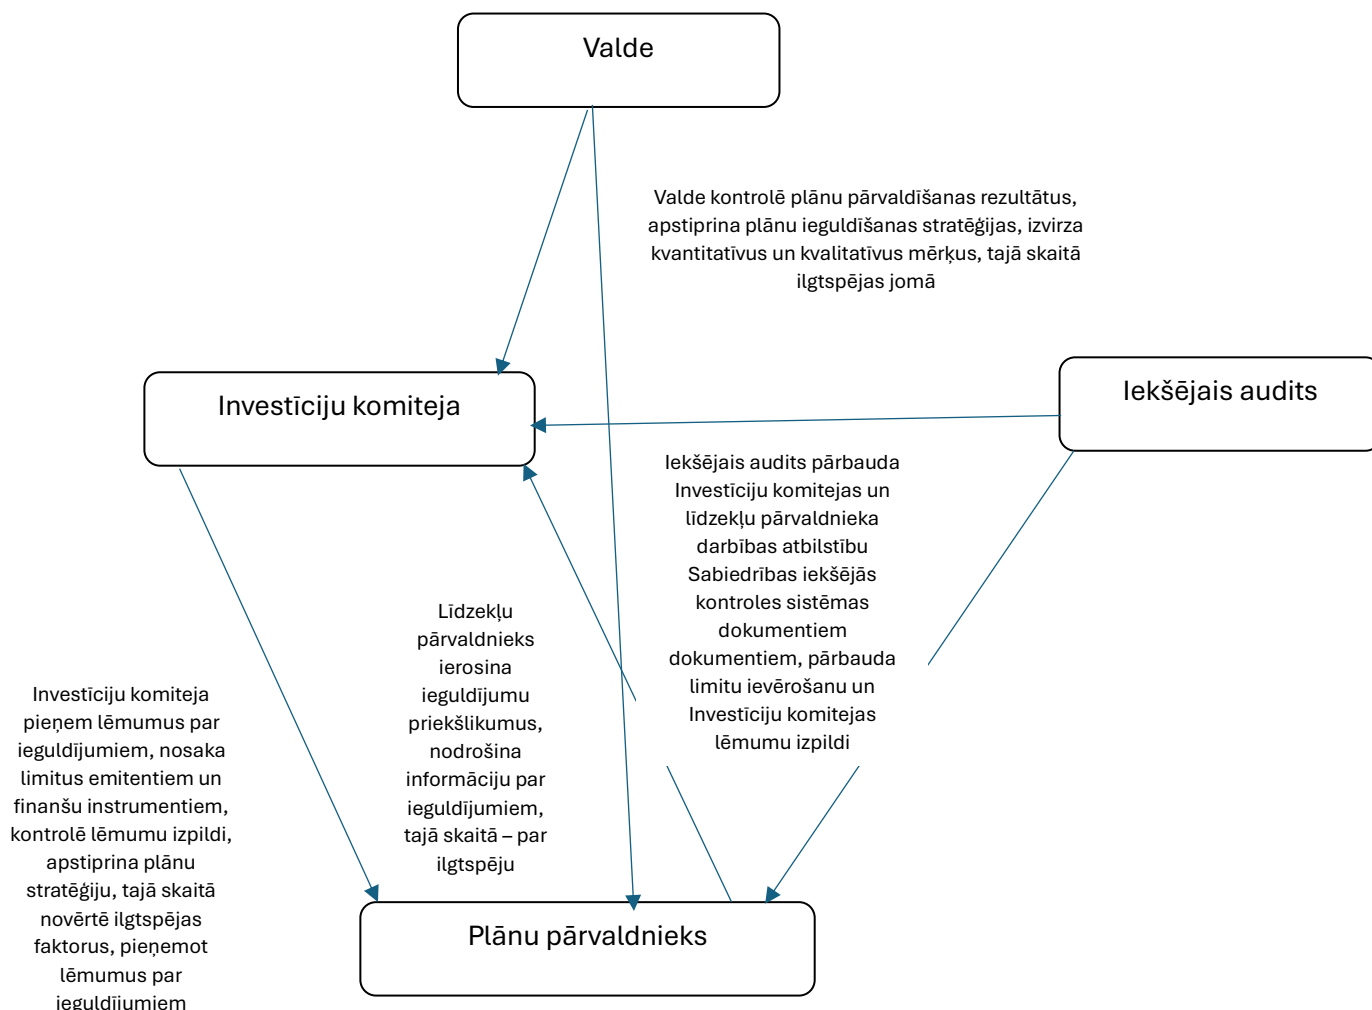 Valde
Valde kontrolē plānu pārvaldīšanas rezultātus,
apstiprina plānu ieguldīšanas stratēģijas, izvirza
kvantitatīvus un kvalitatīvus mērķus, tajā skaitā
ilgtspējas jomā
Investīciju komiteja
Iekšējais audits
Iekšējais audits pārbauda
Investīciju komitejas un
līdzekļu pārvaldnieka
darbības atbilstību
Sabiedrības iekšējās
kontroles sistēmas
dokumentiem
dokumentiem, pārbauda
limitu ievērošanu un
Investīciju komitejas
lēmumu izpildi
Līdzekļu
pārvaldnieks
ierosina
ieguldījumu
priekšlikumus,
nodrošina
informāciju par
ieguldījumiem,
tajā skaitā – par
ilgtspēju
Investīciju komiteja
pieņem lēmumus par
ieguldījumiem, nosaka
limitus emitentiem un
finanšu instrumentiem,
kontrolē lēmumu izpildi,
apstiprina plānu
stratēģiju, tajā skaitā
novērtē ilgtspējas
faktorus, pieņemot
lēmumus par
ieguldījumiem
Plānu pārvaldnieks